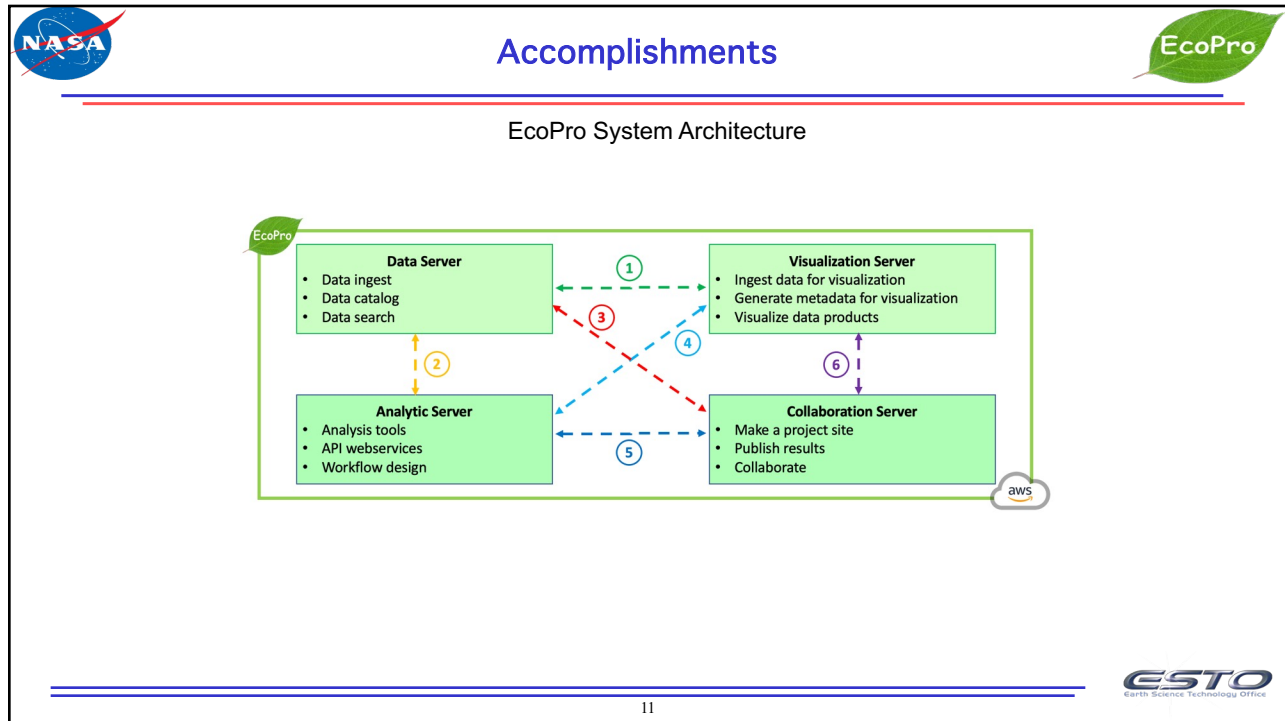 NASA
Accomplishments
EcoPro
EcoPro System Architecture
EcoPro
Data Server
• Data ingest
• Data catalog
• Data search
1
Visualization Server
• Ingest data for visualization
• Generate metadata for visualization
• Visualize data products
3
4
2
6
Analytic Server
• Analysis tools
• API webservices
• Workflow design
5
Collaboration Server
• Make a project site
• Publish results
• Collaborate
aws
ESTO
Earth Science Technology Office
11